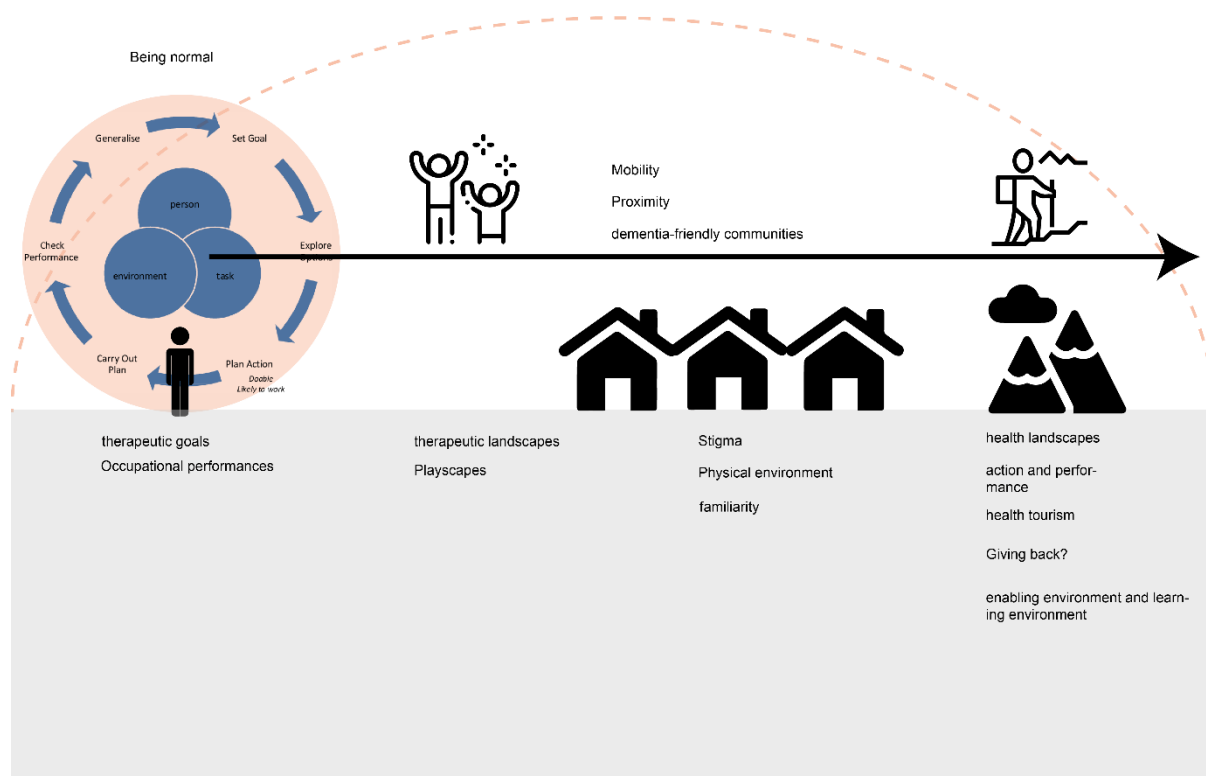 Being normal
Generalise
Set Goal
person
Check
Performance
Explore
Options
environment
task
Carry Out
Plan
Plan Action
Doable
Likely to work
Mobility
Proximity
dementia-friendly communities
therapeutic goals
Occupational performances
therapeutic landscapes
Playscapes
Stigma
Physical environment
familiarity
health landscapes
action and perfor-
mance
health tourism
Giving back?
enabling environment and learn-
ing environment